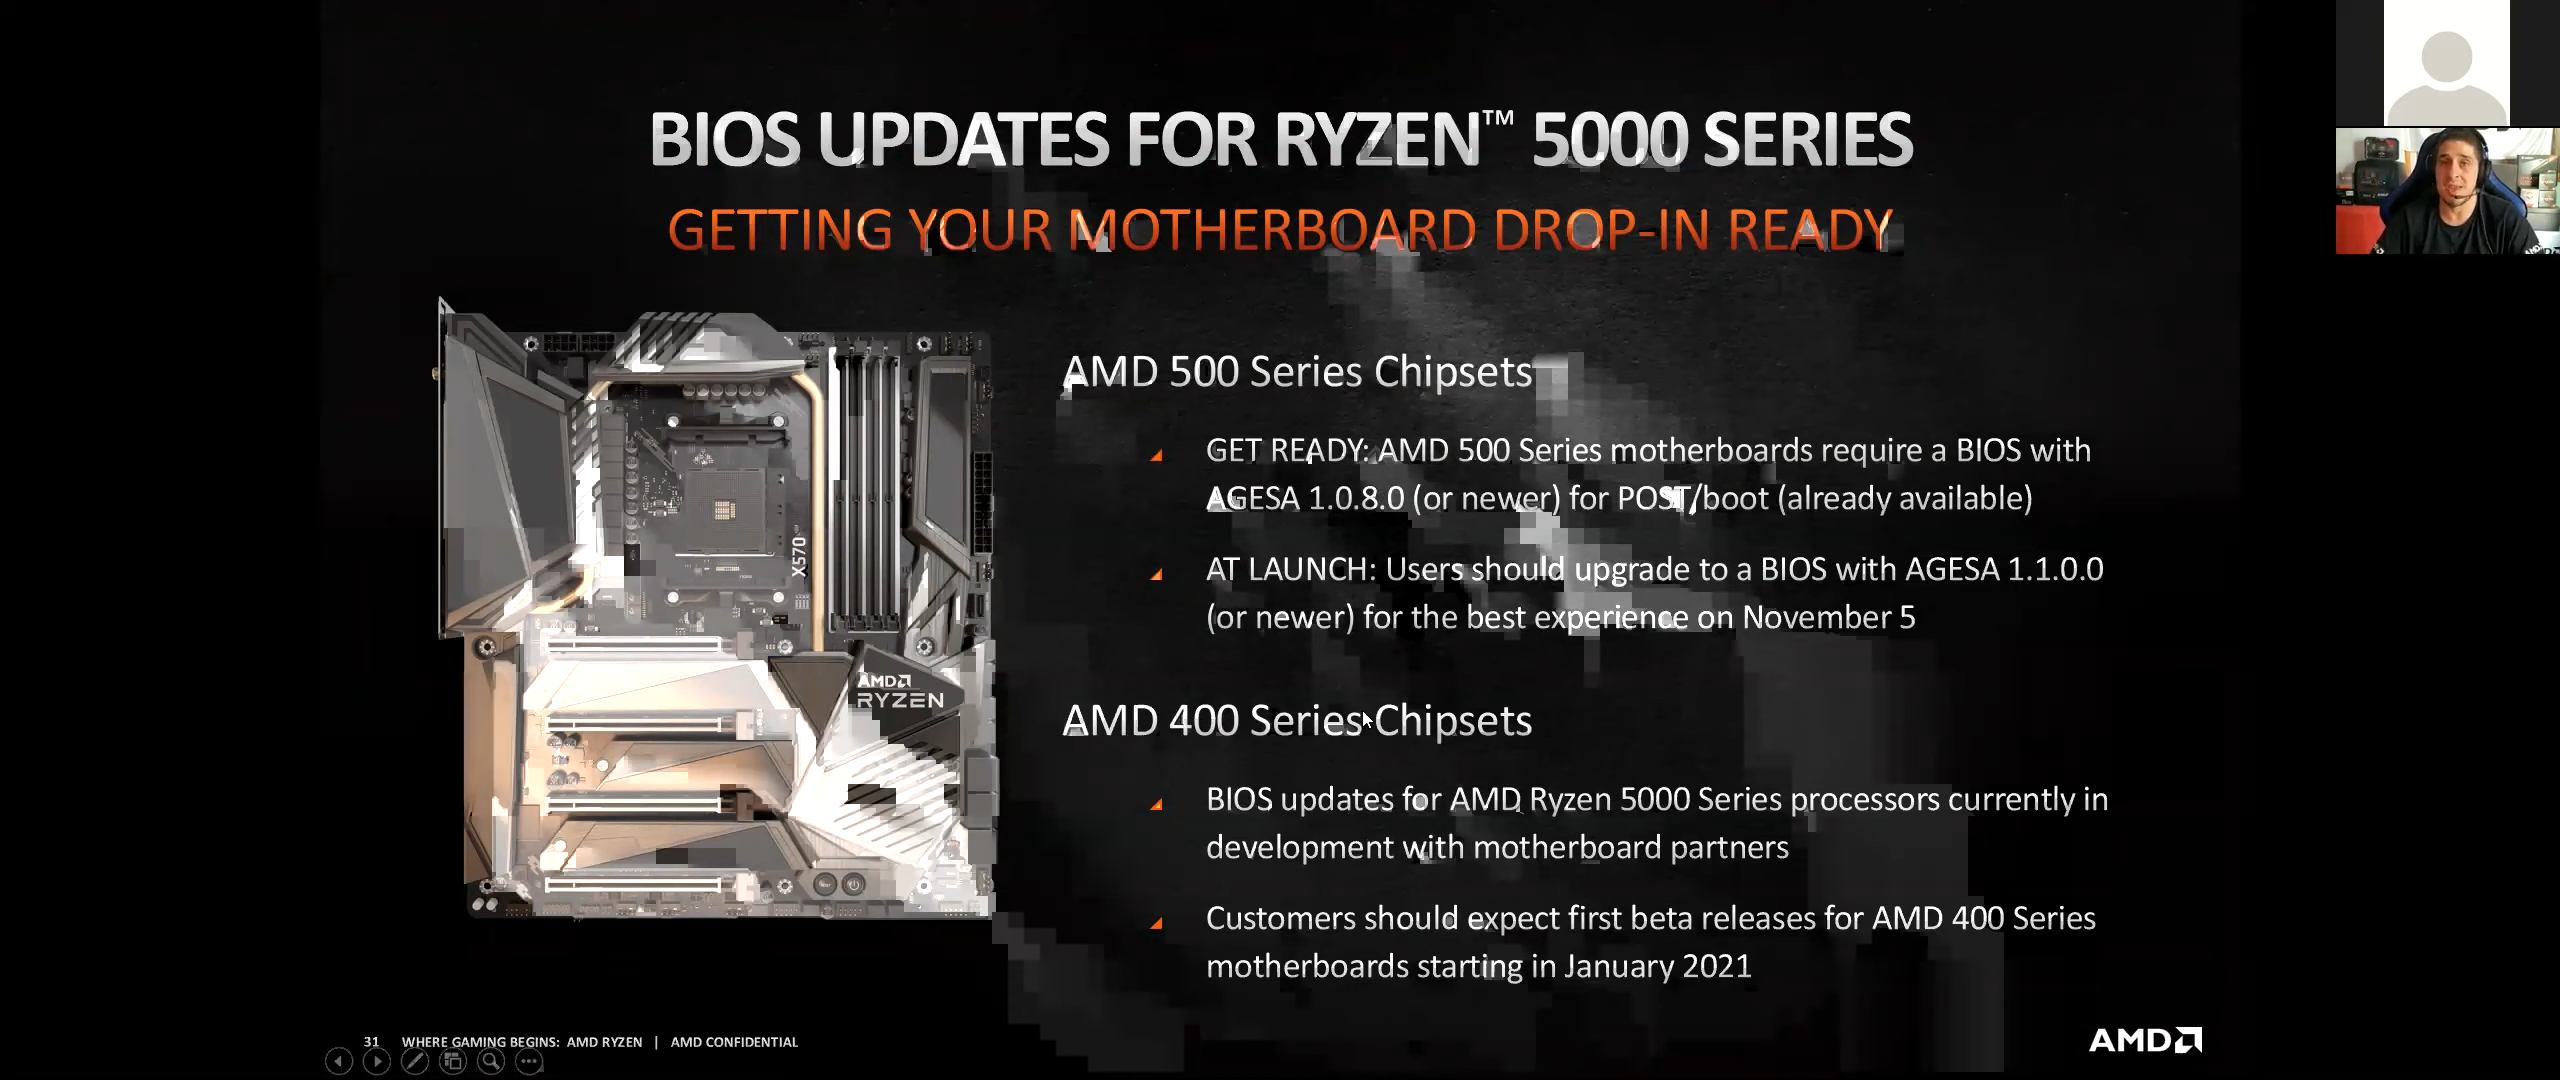 BIOS UPDATES FOR RYZEN™ 5000 SERIES
GETTING YOUR MOTHERBOARD DROP-IN READY
AMD 500 Series Chipsets
GET READY: AMD 500 Series motherboards require a BIOS with
AGESA 1.0.8.0 (or newer) for POST/boot (already available)
AT LAUNCH: Users should upgrade to a BIOS with AGESA 1.1.0.0
(or newer) for the best experience on November 5
X570
AMD
RYZEN
AMD 400 Series Chipsets
BIOS updates for AMD Ryzen 5000 Series processors currently in
development with motherboard partners
Customers should expect first beta releases for AMD 400 Series
motherboards starting in January 2021
31 WHERE GAMING BEGINS: AMD RYZEN | AMD CONFIDENTIAL
AMD